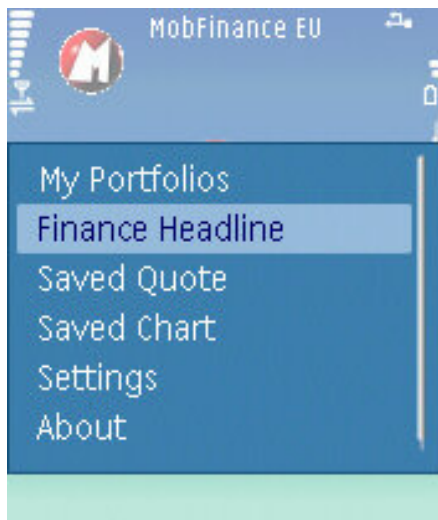 MobFinance EU
My Portfolios
Finance Headline
Saved Quote
Saved Chart
Settings
About